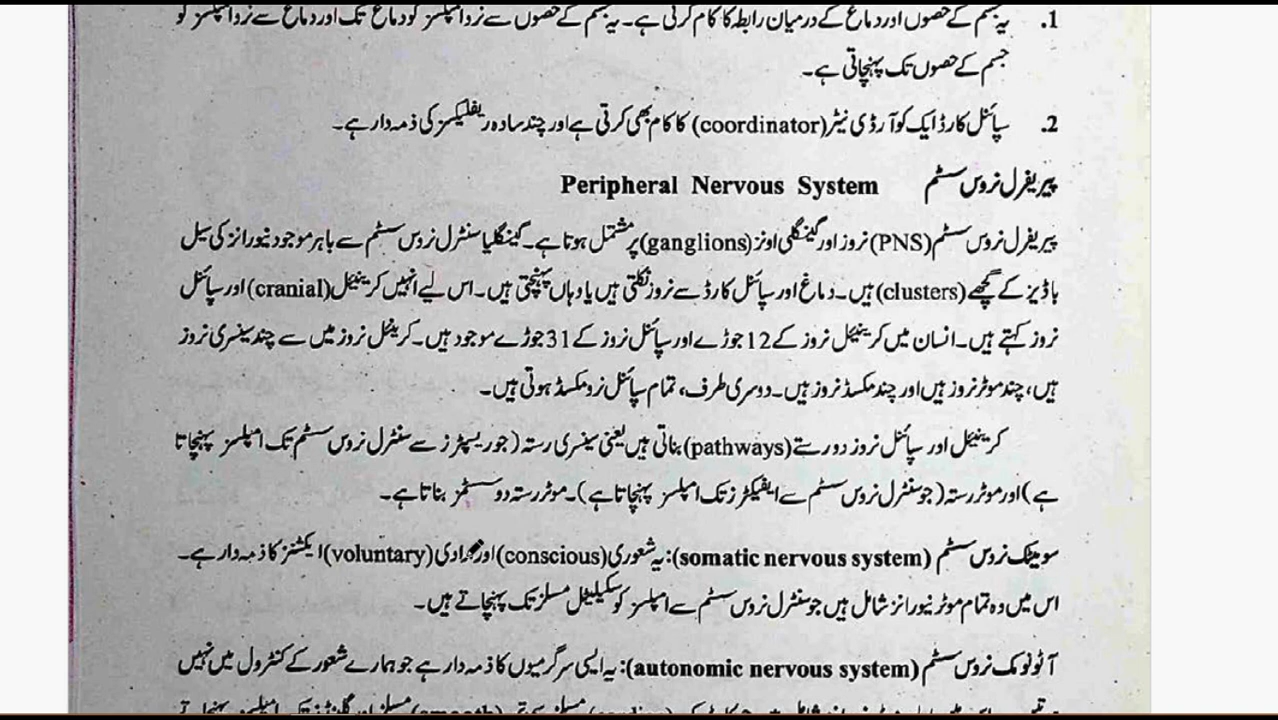 1. یہ جسم کے حصوں اور دماغ کے درمیان رابطہ کا کام کرتی ہے۔ یہ جسم کے حصوں سے نروامپلسز کو دماغ تک اور دماغ سے نروامپلسز کو
جسم کے حصوں تک پہنچاتی ہے۔
2. سپائنل کارڈ ایک کوآرڈی نیٹر (coordinator) کا کام بھی کرتی ہے اور چند سادہ ریفلیکسز کی ذمہ دار ہے۔
پیریفرل نروس سسٹم Peripheral Nervous System
پیریفرل نروس سسٹم (PNS) نروز اور گینگلی اونز (ganglions) پر مشتمل ہوتا ہے۔ گینگلیا سنٹرل نروس سسٹم سے باہر موجود نیورانز کی سیل
باڈیز کے گچھے (clusters) ہیں۔ دماغ اور سپائنل کارڈ سے نروز نکلتی ہیں یا وہاں پہنچتی ہیں۔ اس لیے انہیں کرینیئل (cranial) اور سپائنل
نروز کہتے ہیں۔ انسان میں کرینیئل نروز کے 12 جوڑے اور سپائنل نروز کے 31 جوڑے موجود ہیں۔ کرینئل نروز میں سے چند سینسری نروز
ہیں، چند موٹر نروز ہیں اور چند مکسڈ نروز ہیں۔ دوسری طرف، تمام سپائنل نرو مکسڈ ہوتی ہیں۔
کرینئیل اور سپائنل نروز دو رستے (pathways) بناتی ہیں یعنی سینسری رستہ (جو ریسپٹرز سے سنٹرل نروس سسٹم تک امپلسز پہنچاتا
ہے) اور موٹر رستہ (جو سنٹرل نروس سسٹم سے ایفیکٹرز تک امپلسز پہنچاتا ہے)۔ موٹر رستہ دو سسٹمز بناتا ہے۔
سومیٹک نروس سسٹم (somatic nervous system): یہ شعوری (conscious) اور ارادی (voluntary) ایکشنز کا ذمہ دار ہے۔
اس میں وہ تمام موٹر نیورانز شامل ہیں جو سنٹرل نروس سسٹم سے امپلسز کو سکیلیٹل مسلز تک پہنچاتے ہیں۔
آٹونومک نروس سسٹم (autonomic nervous system): یہ ایسی سرگرمیوں کا ذمہ دار ہے جو ہمارے شعور کے کنٹرول میں نہیں